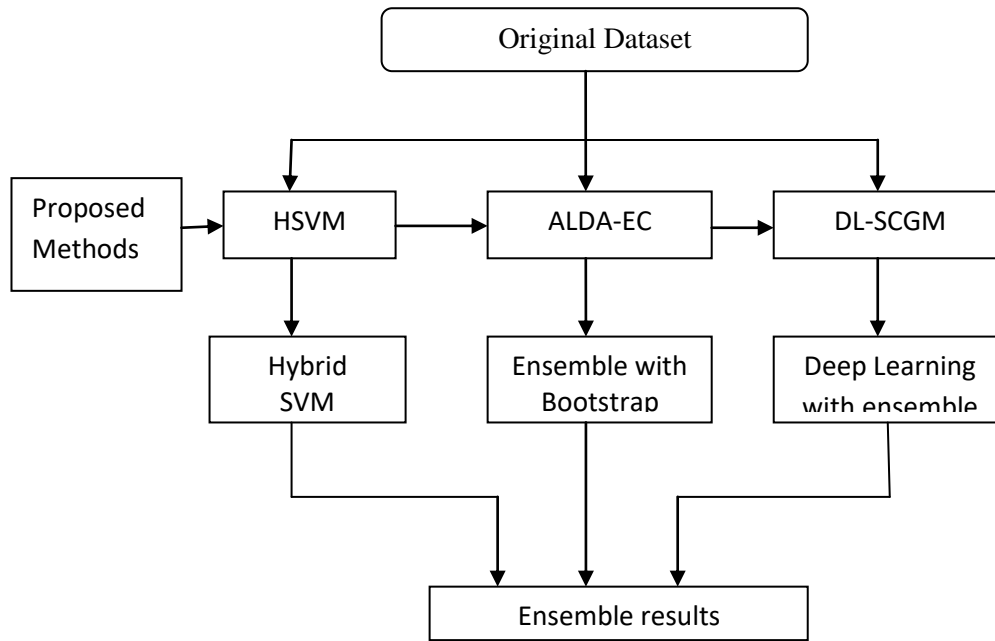 Original Dataset
Proposed
Methods
HSVM
ALDA-EC
DL-SCGM
Hybrid
SVM
Ensemble with
Bootstrap
Deep Learning
with ensemble
Ensemble results